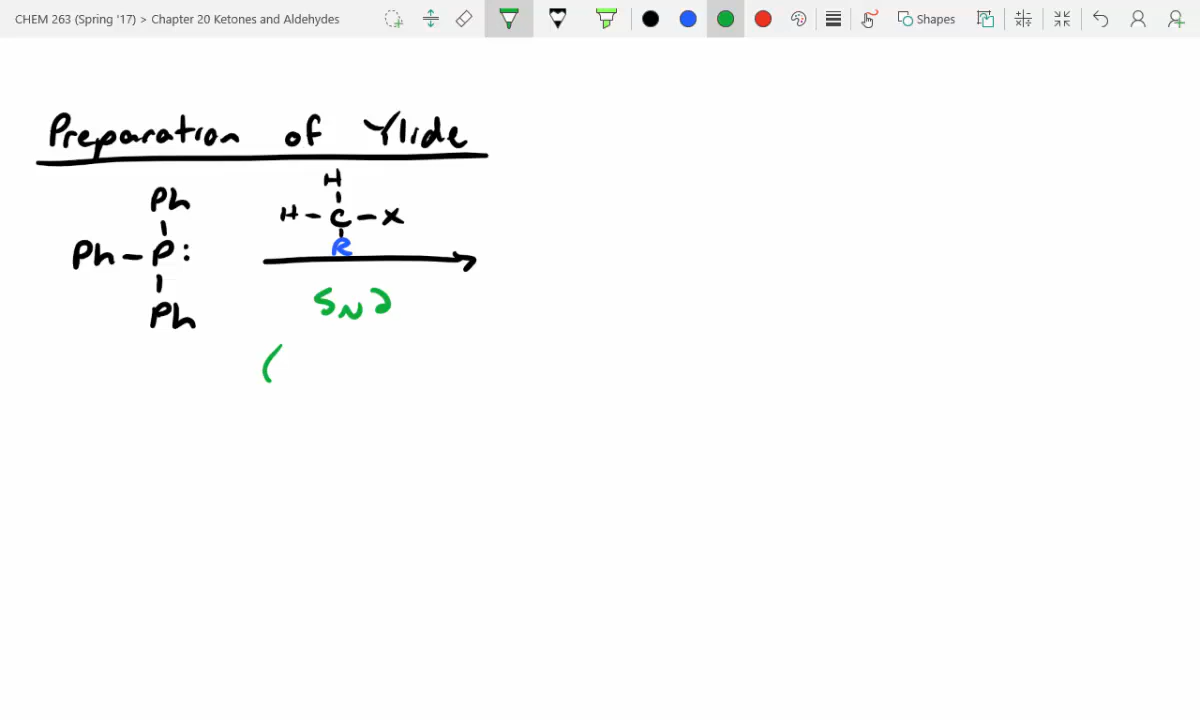 CHEM 263 (Spring '17) > Chapter 20 Ketones and Aldehydes
Shapes
Preparation of Ylide
Ph
Ph-P:
Ph
H
H-C-X
R
SN2
(